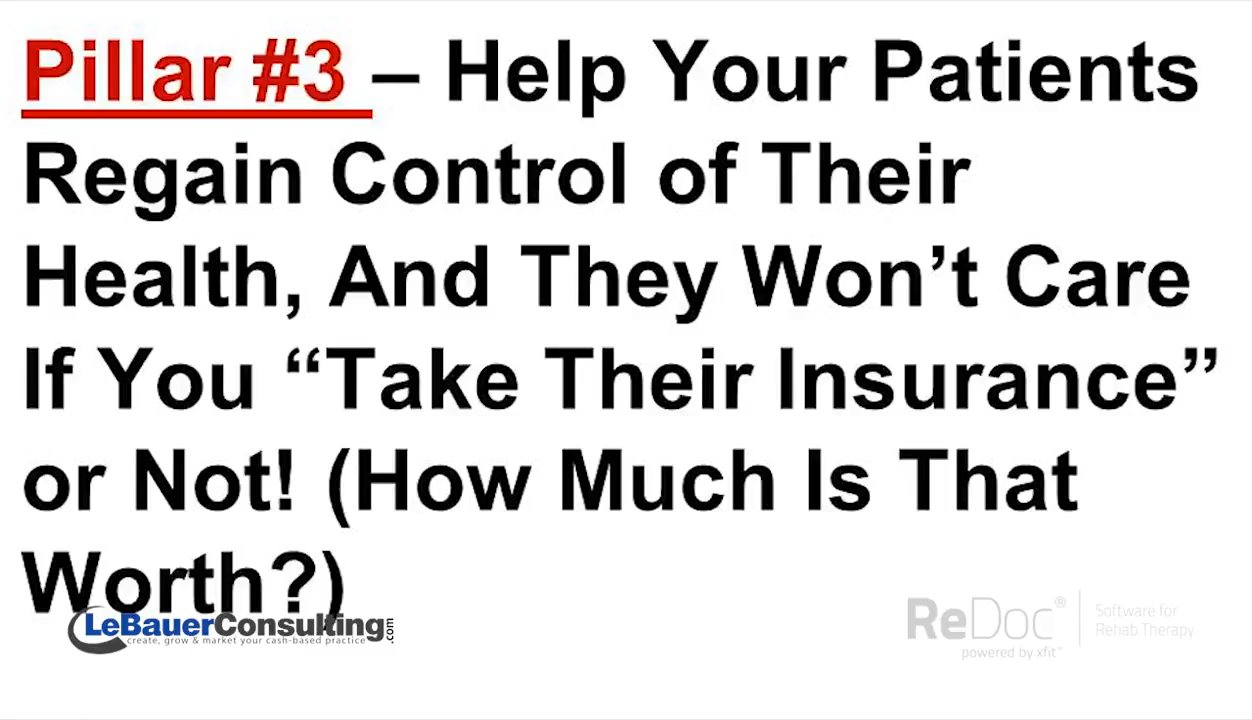 Pillar #3 – Help Your Patients
Regain Control of Their
Health, And They Won’t Care
If You “Take Their Insurance”
or Not! (How Much Is That
Worth?)
LeBauerConsulting.com
create, grow & market your cash-based practice
ReDoc®
powered by xfit™
Software for
Rehab Therapy